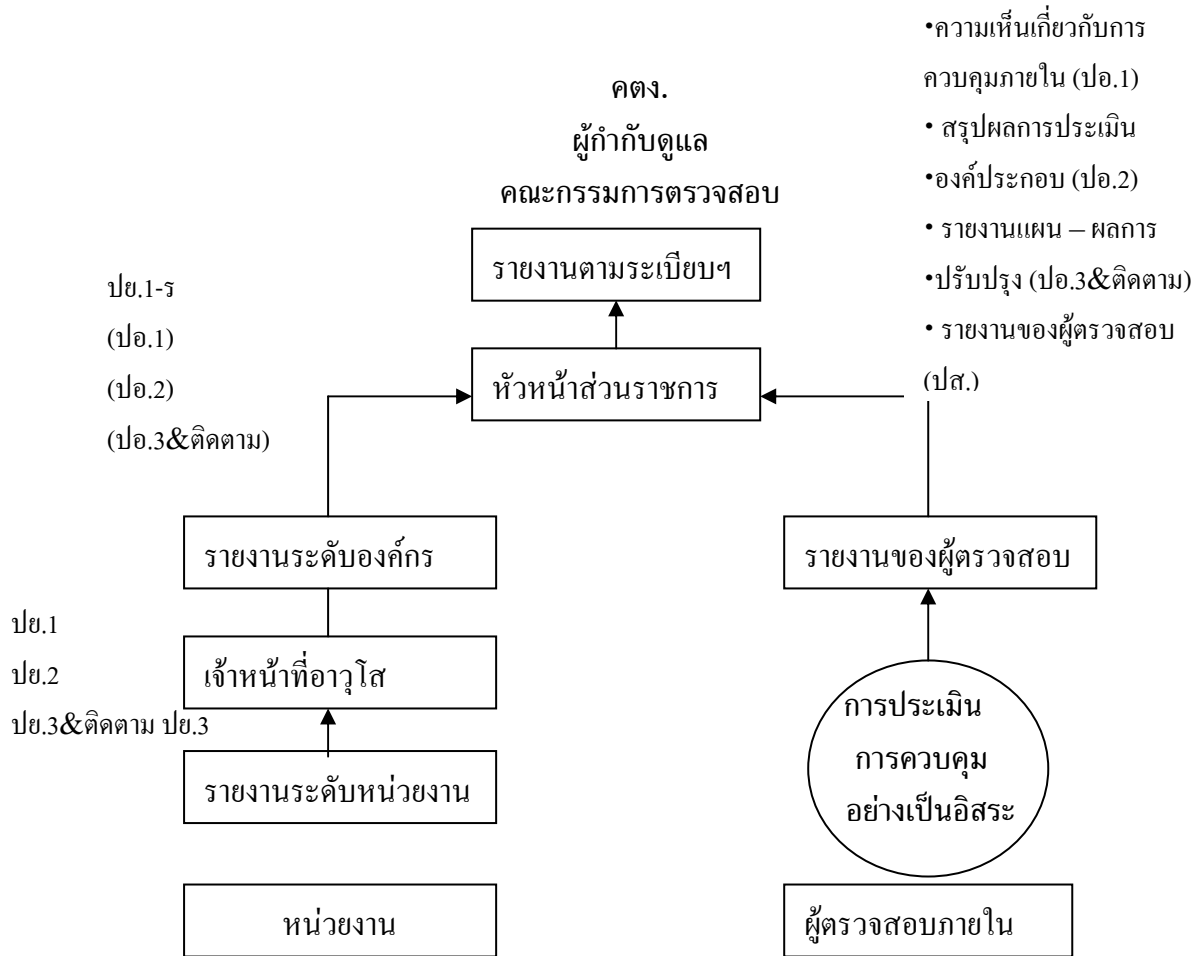 •ความเห็นเกี่ยวกับการ
ควบคุมภายใน (ปอ.1)
• สรุปผลการประเมิน
•องค์ประกอบ (ปอ.2)
• รายงานแผน – ผลการ
•ปรับปรุง (ปอ.3&ติดตาม)
• รายงานของผู้ตรวจสอบ
(ปส.)
คตง.
ผู้กำกับดูแล
คณะกรรมการตรวจสอบ
รายงานตามระเบียบฯ
หัวหน้าส่วนราชการ
ปย.1-ร
(ปอ.1)
(ปอ.2)
(ปอ.3&ติดตาม)
รายงานระดับองค์กร
รายงานของผู้ตรวจสอบ
ปย.1
ปย.2
ปย.3&ติดตาม ปย.3
เจ้าหน้าที่อาวุโส
รายงานระดับหน่วยงาน
การประเมิน
การควบคุม
อย่างเป็นอิสระ
หน่วยงาน
ผู้ตรวจสอบภายใน